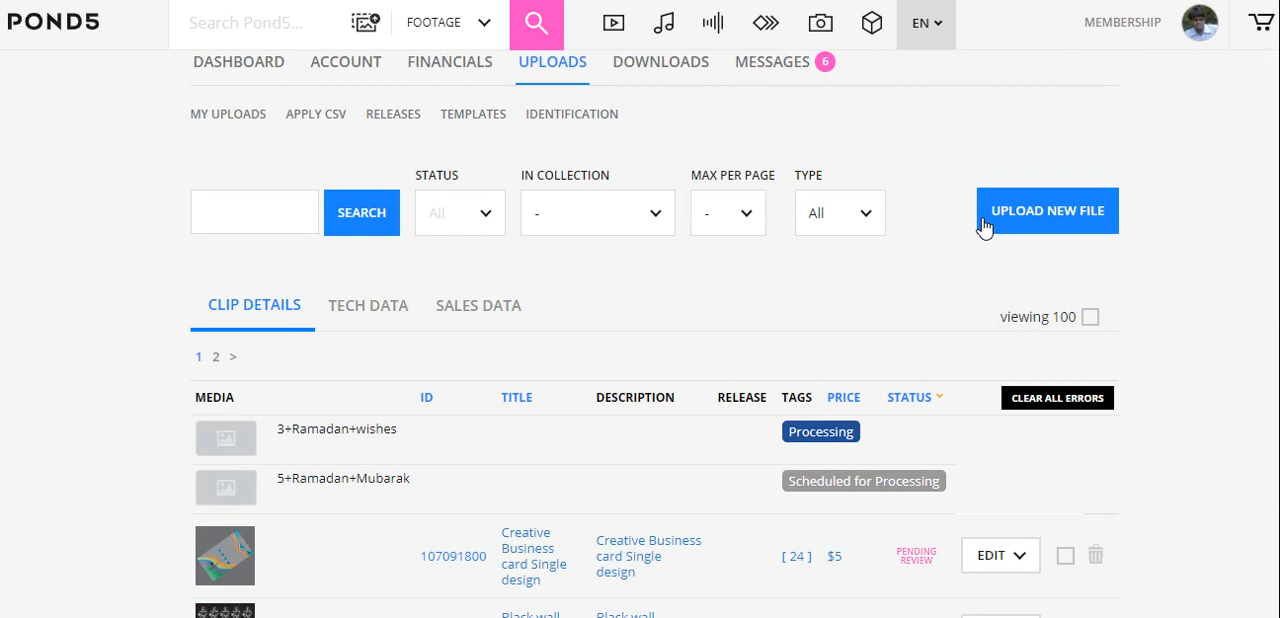 POND5
Search Pond5...
FOOTAGE
EN
MEMBERSHIP
DASHBOARD ACCOUNT FINANCIALS UPLOADS DOWNLOADS MESSAGES 6
MY UPLOADS APPLY CSV RELEASES TEMPLATES IDENTIFICATION
STATUS IN COLLECTION MAX PER PAGE TYPE
SEARCH All - - All UPLOAD NEW FILE
CLIP DETAILS TECH DATA SALES DATA
viewing 100
1 2 >
MEDIA ID TITLE DESCRIPTION RELEASE TAGS PRICE STATUS CLEAR ALL ERRORS
3+Ramadan+wishes Processing
5+Ramadan+Mubarak Scheduled for Processing
107091800
Creative
Business
card Single
design
Creative Business
card Single
design
[ 24 ] $5
PENDING
REVIEW
EDIT
Black wall
Black wall